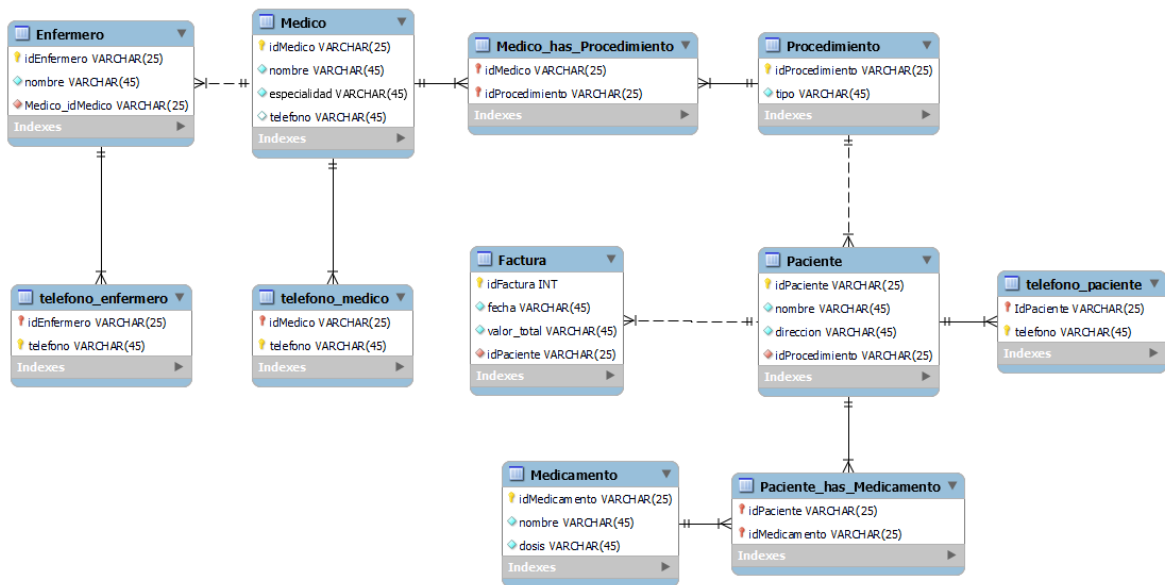 Enfermero
idEnfermero VARCHAR(25)
nombre VARCHAR(45)
Medico_idMedico VARCHAR(25)
Indexes
Medico
idMedico VARCHAR(25)
nombre VARCHAR(45)
especialidad VARCHAR(45)
telefono VARCHAR(45)
Indexes
Medico_has_Procedimiento
idMedico VARCHAR(25)
idProcedimiento VARCHAR(25)
Indexes
Procedimiento
idProcedimiento VARCHAR(25)
tipo VARCHAR(45)
Indexes
telefono_enfermero
idEnfermero VARCHAR(25)
telefono VARCHAR(45)
Indexes
telefono_medico
idMedico VARCHAR(25)
telefono VARCHAR(45)
Indexes
Factura
idFactura INT
fecha VARCHAR(45)
valor_total VARCHAR(45)
idPaciente VARCHAR(25)
Indexes
Paciente
idPaciente VARCHAR(25)
nombre VARCHAR(45)
direccion VARCHAR(45)
idProcedimiento VARCHAR(25)
Indexes
telefono_paciente
IdPaciente VARCHAR(25)
telefono VARCHAR(45)
Indexes
Medicamento
idMedicamento VARCHAR(25)
nombre VARCHAR(45)
dosis VARCHAR(45)
Indexes
Paciente_has_Medicamento
idPaciente VARCHAR(25)
idMedicamento VARCHAR(25)
Indexes